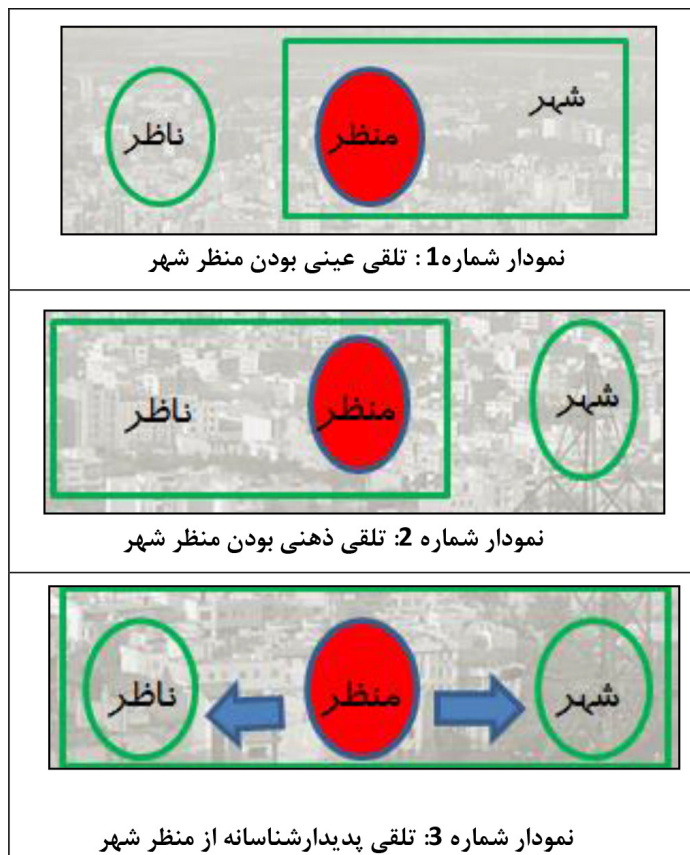 شهر منظر ناظر
نمودار شماره1 : تلقی عینی بودن منظر شهر
شهر منظر ناظر
نمودار شماره 2: تلقی ذهنی بودن منظر شهر
شهر منظر ناظر
نمودار شماره 3: تلقی پدیدارشناسانه از منظر شهر